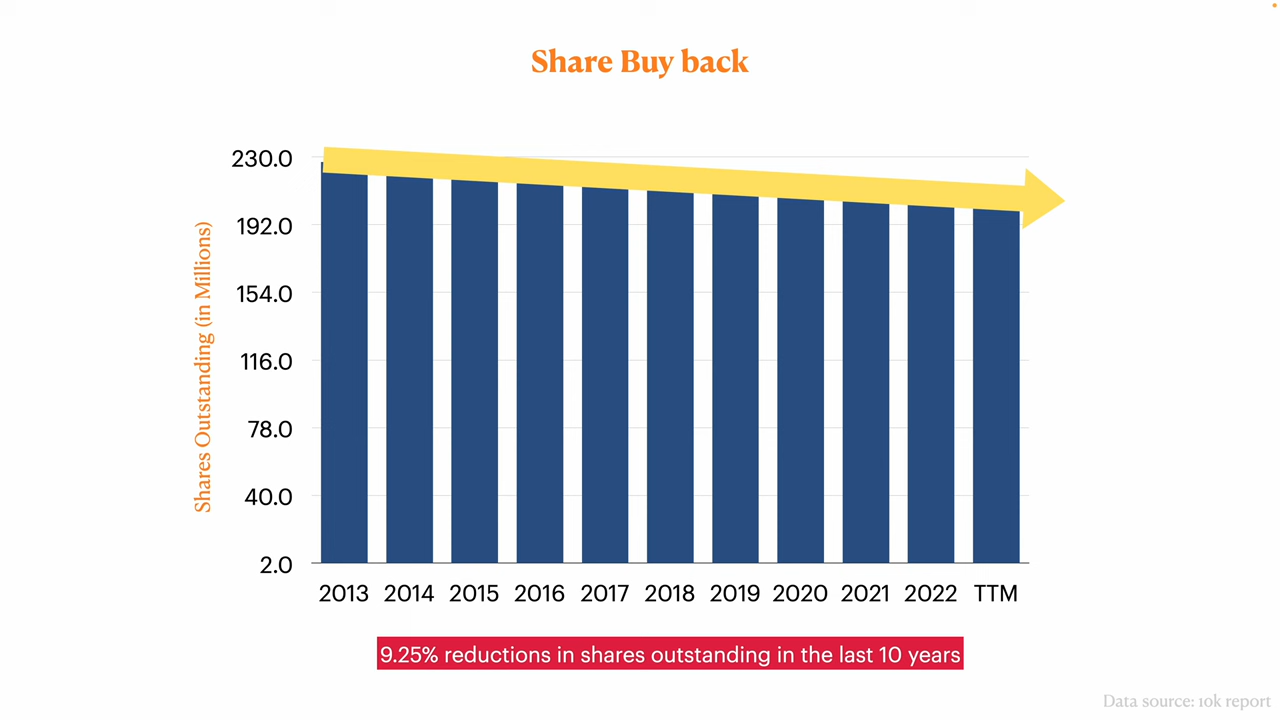 Share Buy back
Shares Outstanding (in Millions)
230.0
192.0
154.0
116.0
78.0
40.0
2.0
2013 2014 2015 2016 2017 2018 2019 2020 2021 2022 TTM
9.25% reductions in shares outstanding in the last 10 years
Data source: 10k report